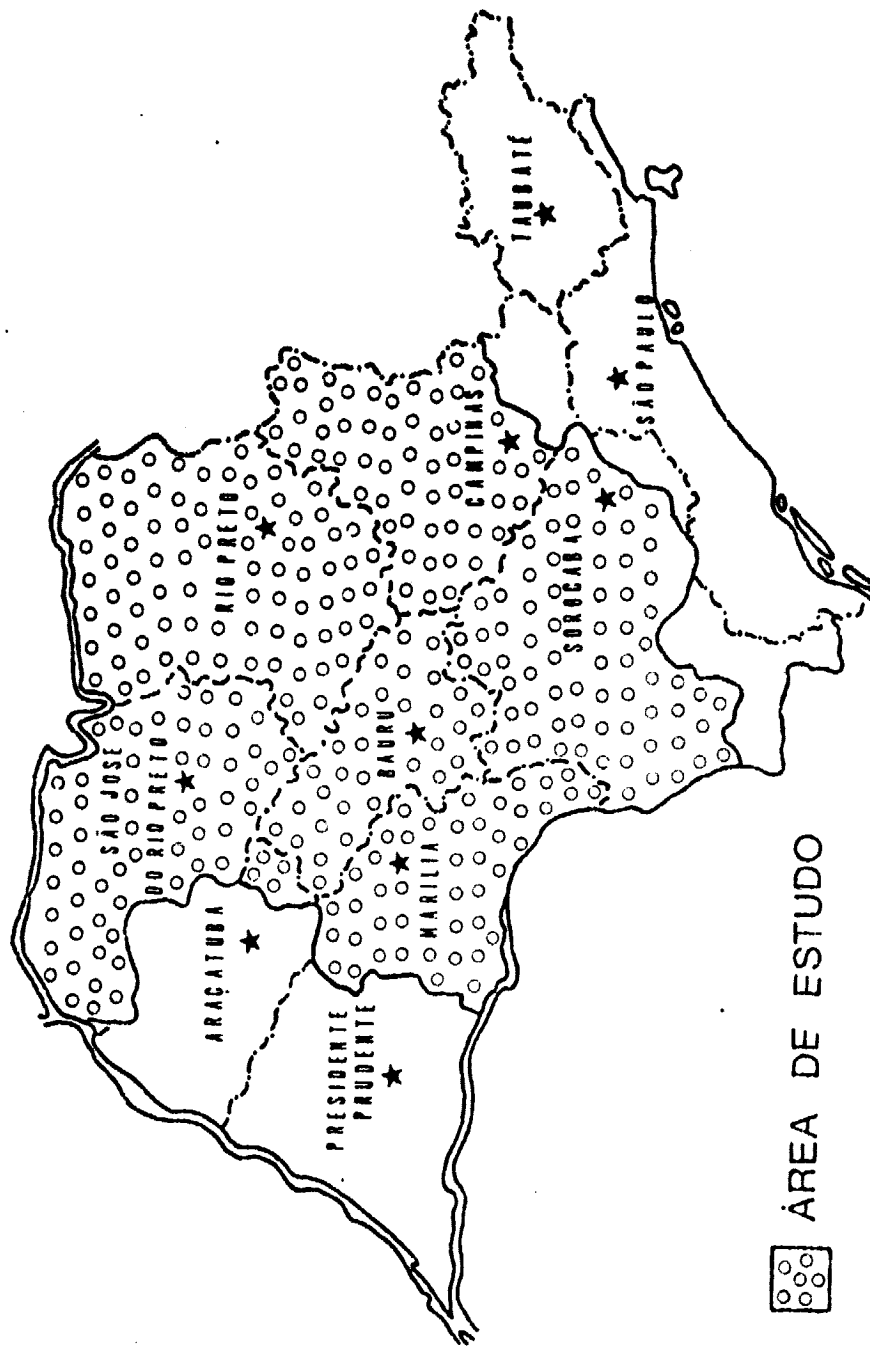 SÃO JOSÉ
DO RIO PRETO
RIO PRETO
ARAÇATUBA
PRESIDENTE
PRUDENTE
MARILIA
BAURU
CAMPINAS
SOROCABA
TAUBATÉ
SÃO PAULO
ÁREA DE ESTUDO